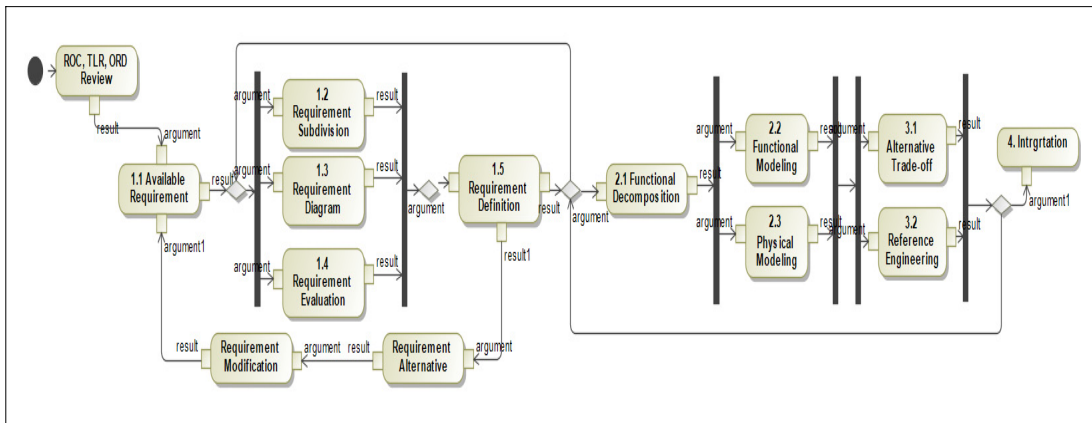 ROC, TLR, ORD
Review
result
argument
1.1 Available
Requirement
result
argument1
argument
1.2
Requirement
Subdivision
result
argument
1.3
Requirement
Diagram
result
argument
1.4
Requirement
Evaluation
result
argument
1.5
Requirement
Definition
result
result1
argument
Requirement
Alternative
result
argument
Requirement
Modification
result
argument
2.1 Functional
Decomposition
result
argument
2.2
Functional
Modeling
result
argument
2.3
Physical
Modeling
result
argument
3.1
Alternative
Trade-off
result
argument
3.2
Reference
Engineering
result
4. Intrgrtation
argument1